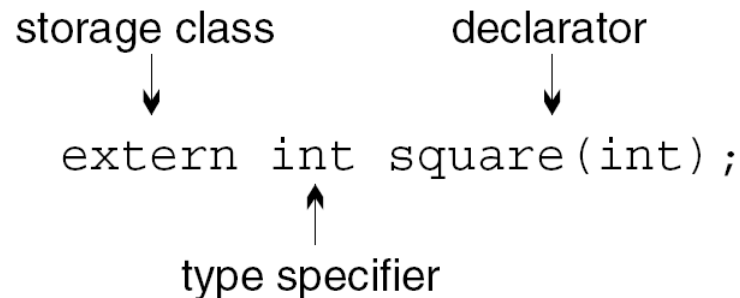 storage class declarator
extern int square(int);
type specifier